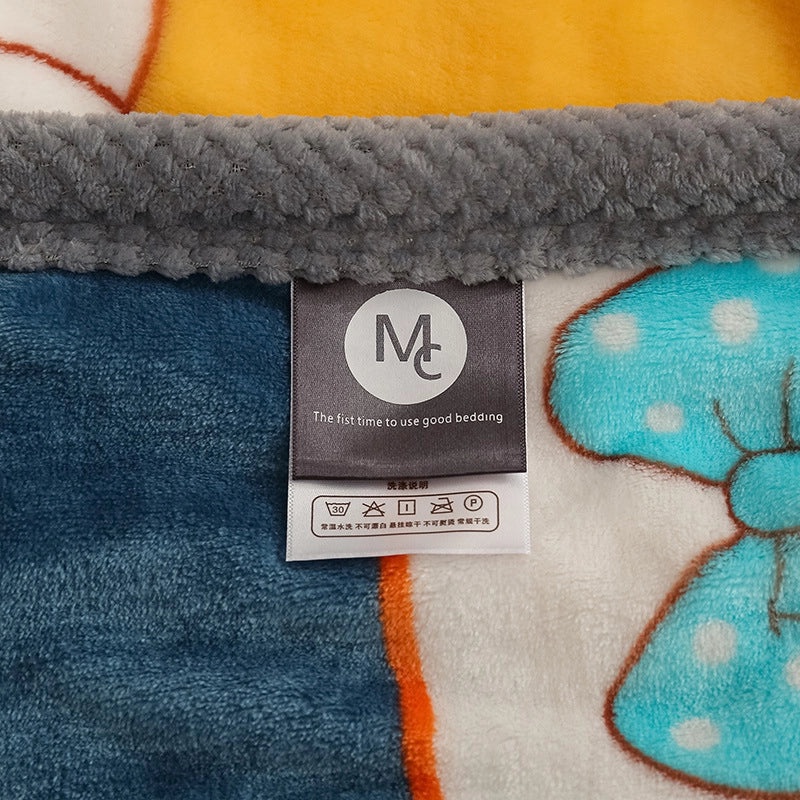 MC
The fist time to use good bedding
洗涤说明
30 P
常温水洗 不可漂白 悬挂晾干 不可熨烫 常规干洗